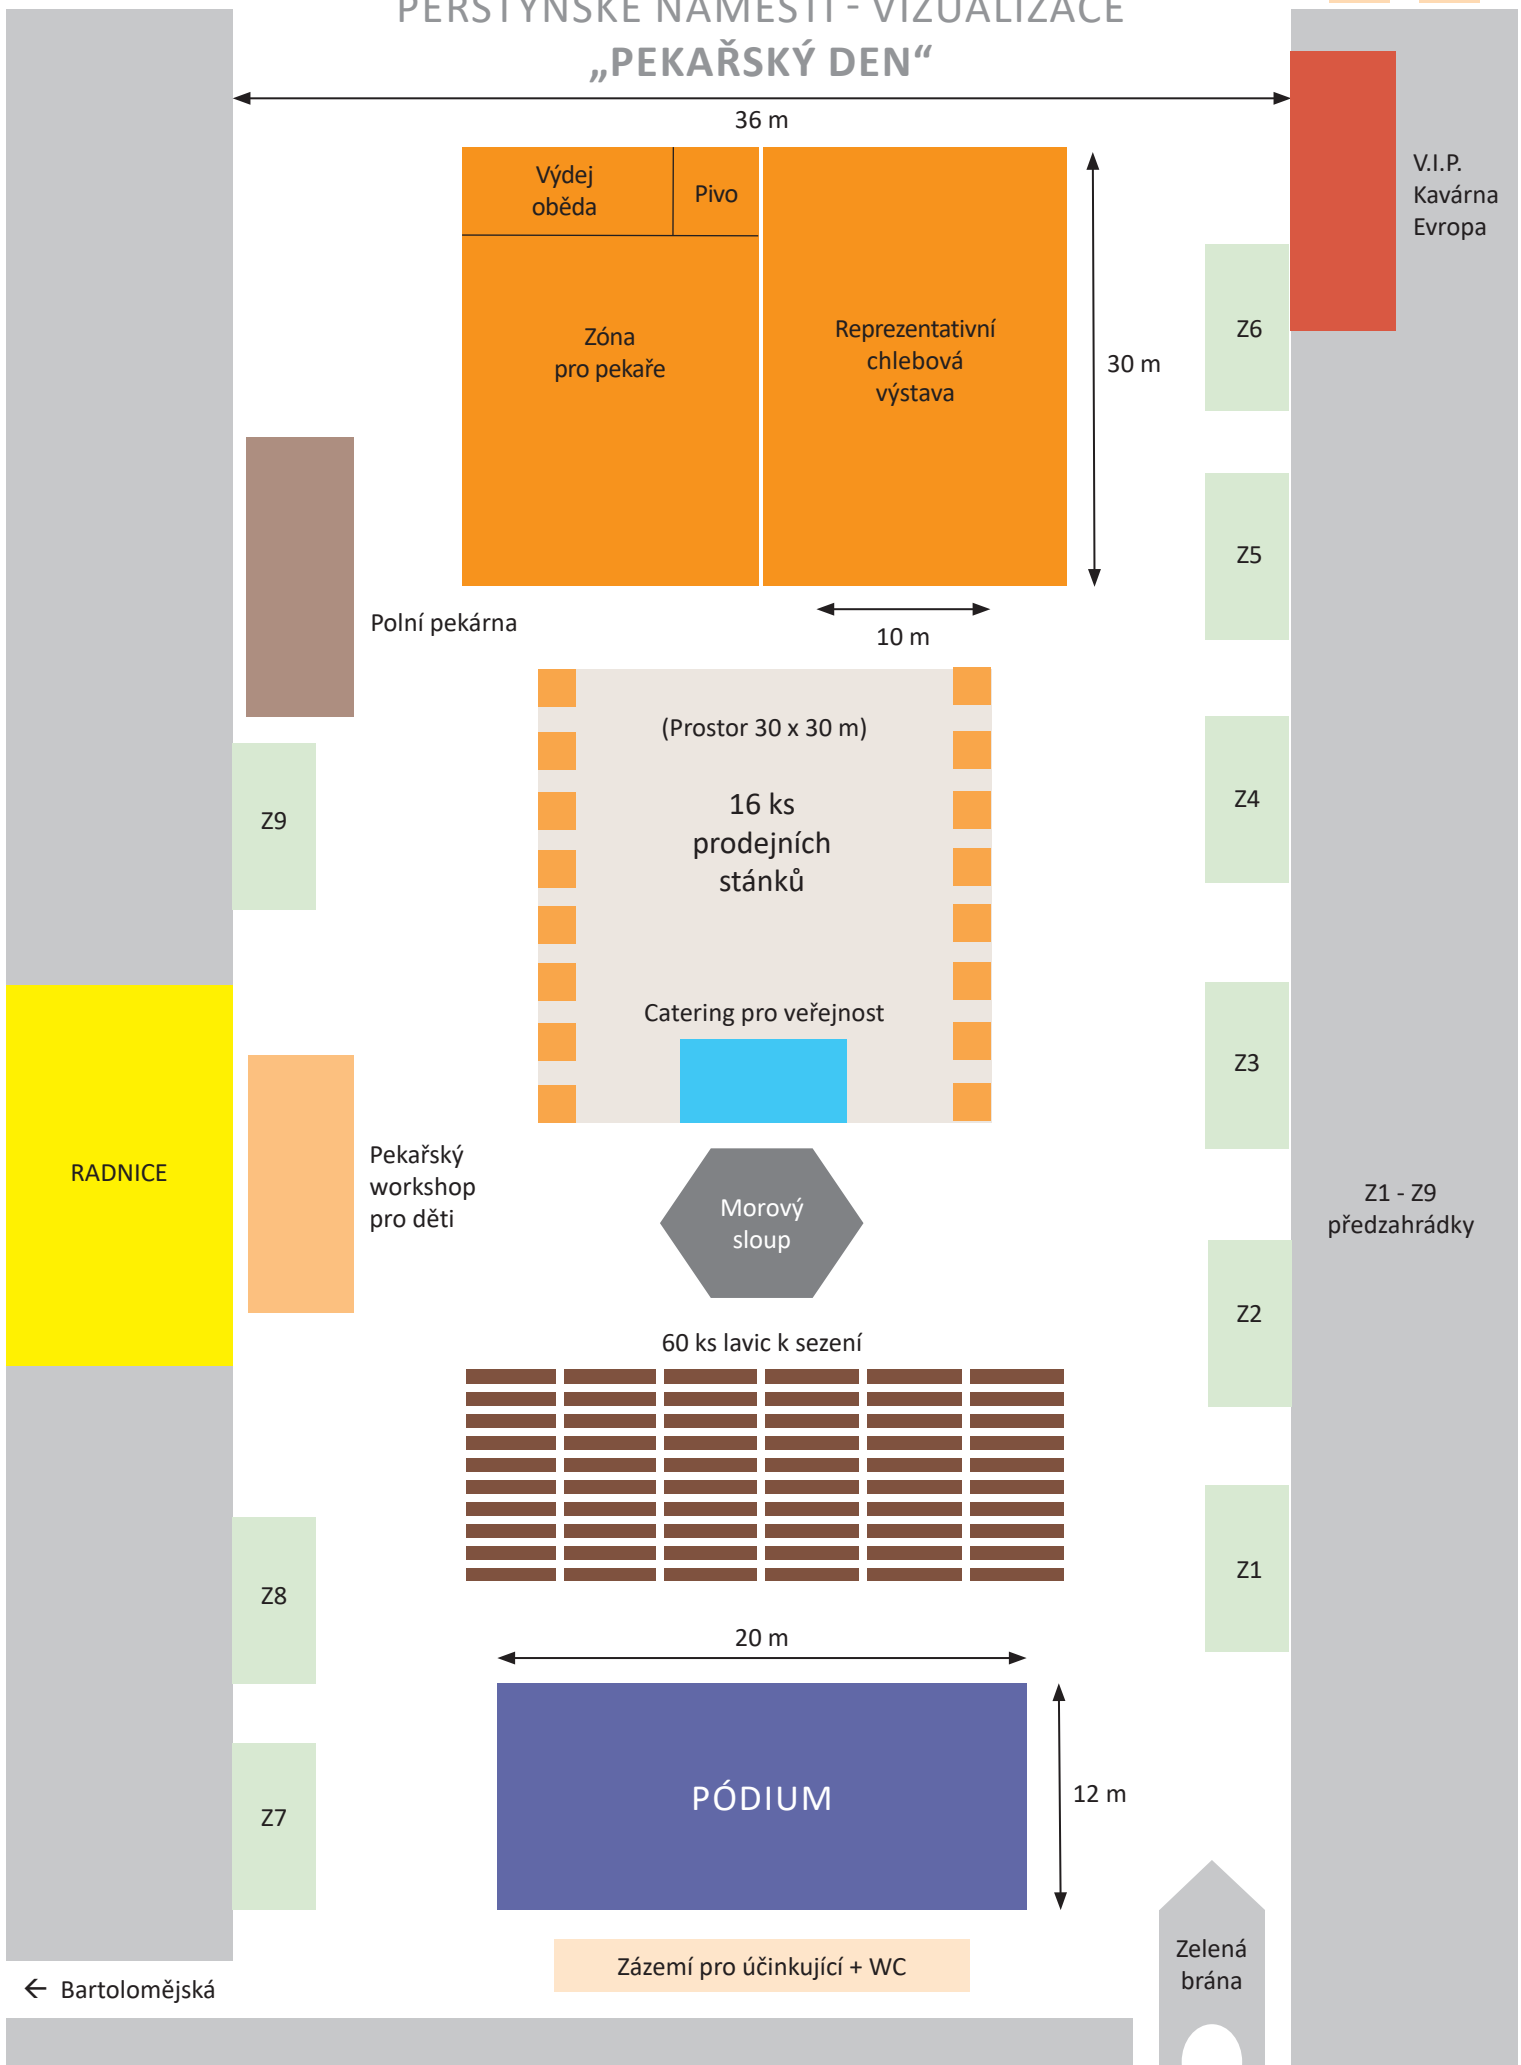 PERŠTÝNSKÉ NÁMĚSTÍ - VIZUALIZACE
„PEKAŘSKÝ DEN“
36 m
Výdej
oběda
Pivo
V.I.P.
Kavárna
Evropa
Zóna
pro pekaře
Reprezentativní
chlebová
výstava
30 m
Z6
Z5
Polní pekárna
10 m
(Prostor 30 x 30 m)
16 ks
prodejních
stánků
Z4
Z9
Catering pro veřejnost
Z3
RADNICE
Pekařský
workshop
pro děti
Morový
sloup
Z1 - Z9
předzahrádky
Z2
60 ks lavic k sezení
Z1
Z8
20 m
PÓDIUM
12 m
Z7
Zelená
brána
Zázemí pro účinkující + WC
← Bartolomějská